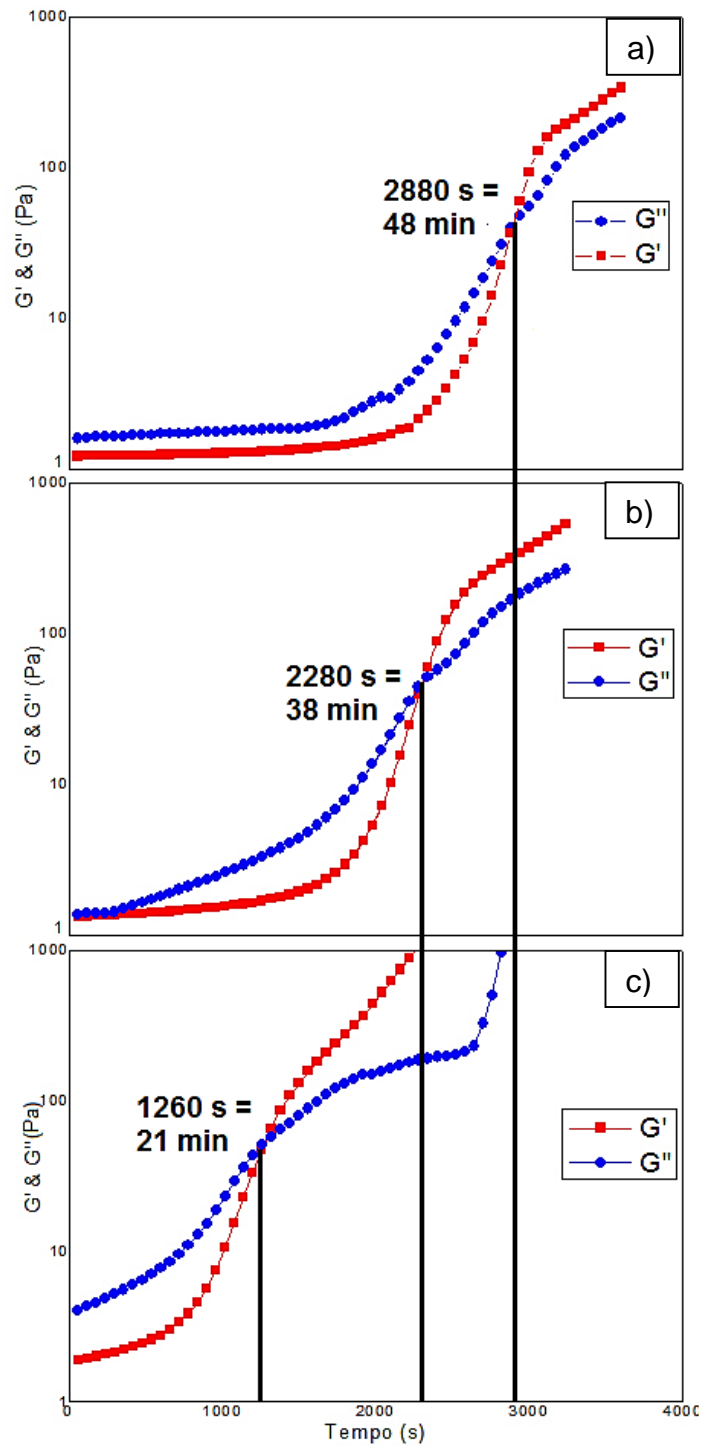 1000
a)
100
2880 s =
48 min
G''
G'
G' & G'' (Pa)
10
1
1000
b)
100
2280 s =
38 min
G'
G''
G' & G'' (Pa)
10
1
1000
c)
100
1260 s =
21 min
G'
G''
G' & G''(Pa)
10
1
0 1000 2000 3000 4000
Tempo (s)